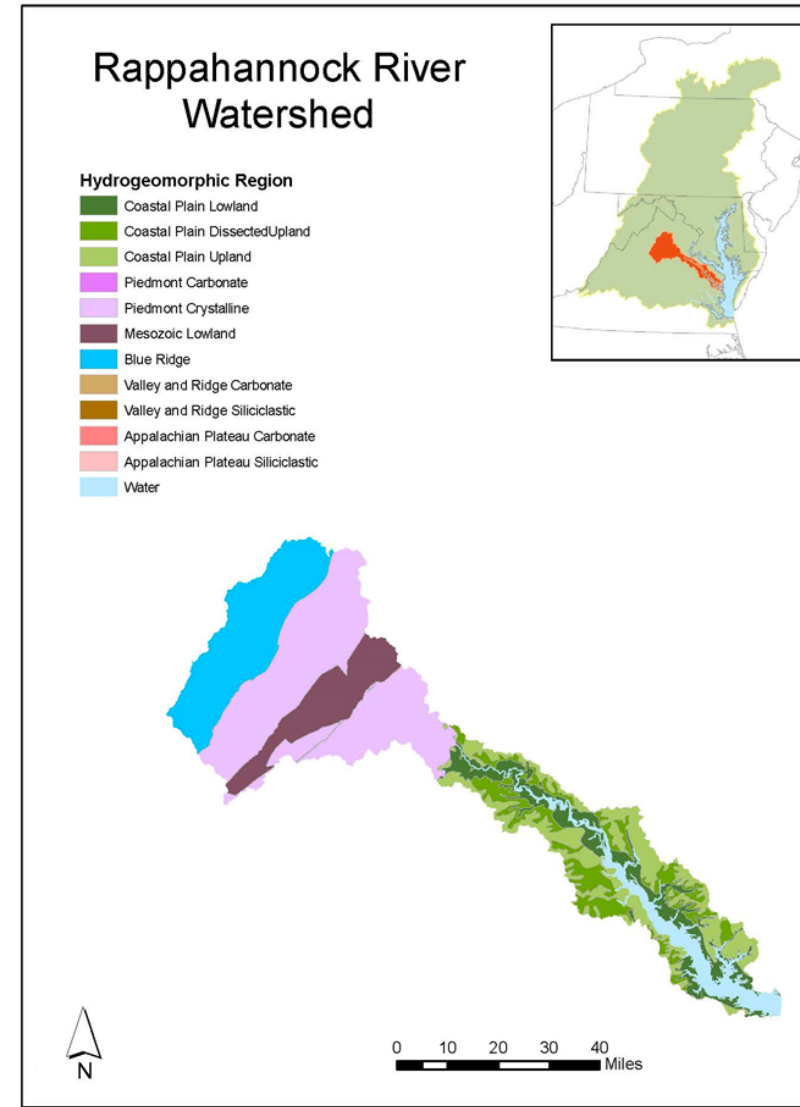 Rappahannock River
Watershed
Hydrogeomorphic Region
Coastal Plain Lowland
Coastal Plain DissectedUpland
Coastal Plain Upland
Piedmont Carbonate
Piedmont Crystalline
Mesozoic Lowland
Blue Ridge
Valley and Ridge Carbonate
Valley and Ridge Siliciclastic
Appalachian Plateau Carbonate
Appalachian Plateau Siliciclastic
Water
N
0 10 20 30 40
Miles